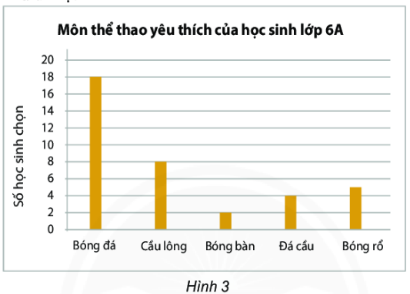 Môn thể thao yêu thích của học sinh lớp 6A
Số học sinh chọn
20
18
16
14
12
10
8
6
4
2
0
Bóng đá Cầu lông Bóng bàn Đá cầu Bóng rổ
Hình 3